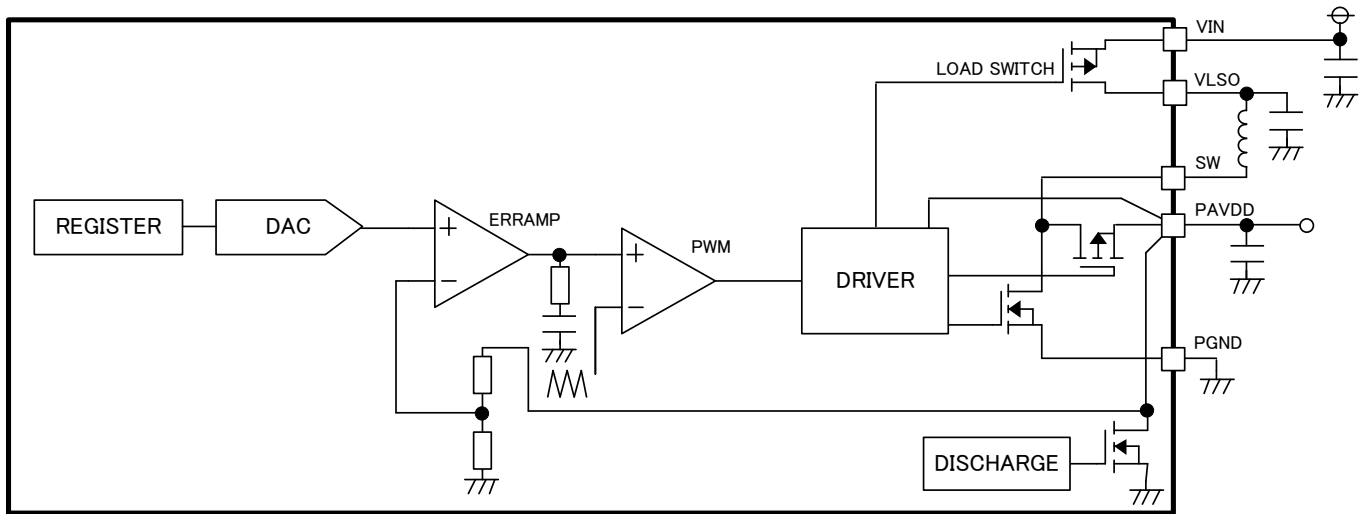 VIN
LOAD SWITCH
VLSO
SW
PAVDD
REGISTER
DAC
ERRAMP
PWM
DRIVER
PGND
DISCHARGE
+
−
+
−